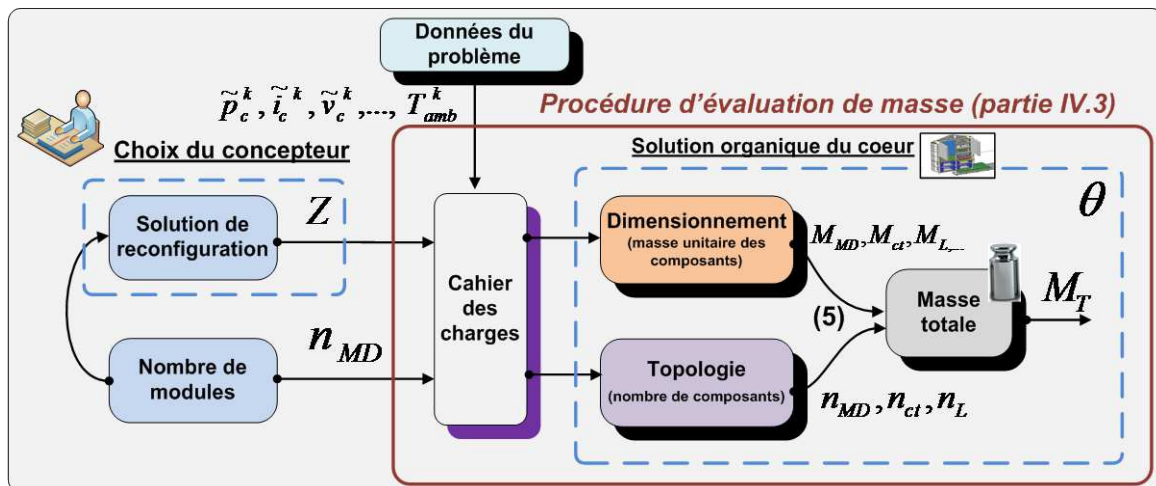 Données du
problème
p̃_c^k, ĩ_c^k, ṽ_c^k,..., T_amb^k
Procédure d'évaluation de masse (partie IV.3)
Choix du concepteur
Solution organique du coeur
Solution de
reconfiguration
Z
Cahier
des
charges
Dimensionnement
(masse unitaire des
composants)
M_MD, M_ct, M_L,...
θ
(5)
Masse
totale
M_T
Nombre de
modules
n_MD
Topologie
(nombre de composants)
n_MD, n_ct, n_L